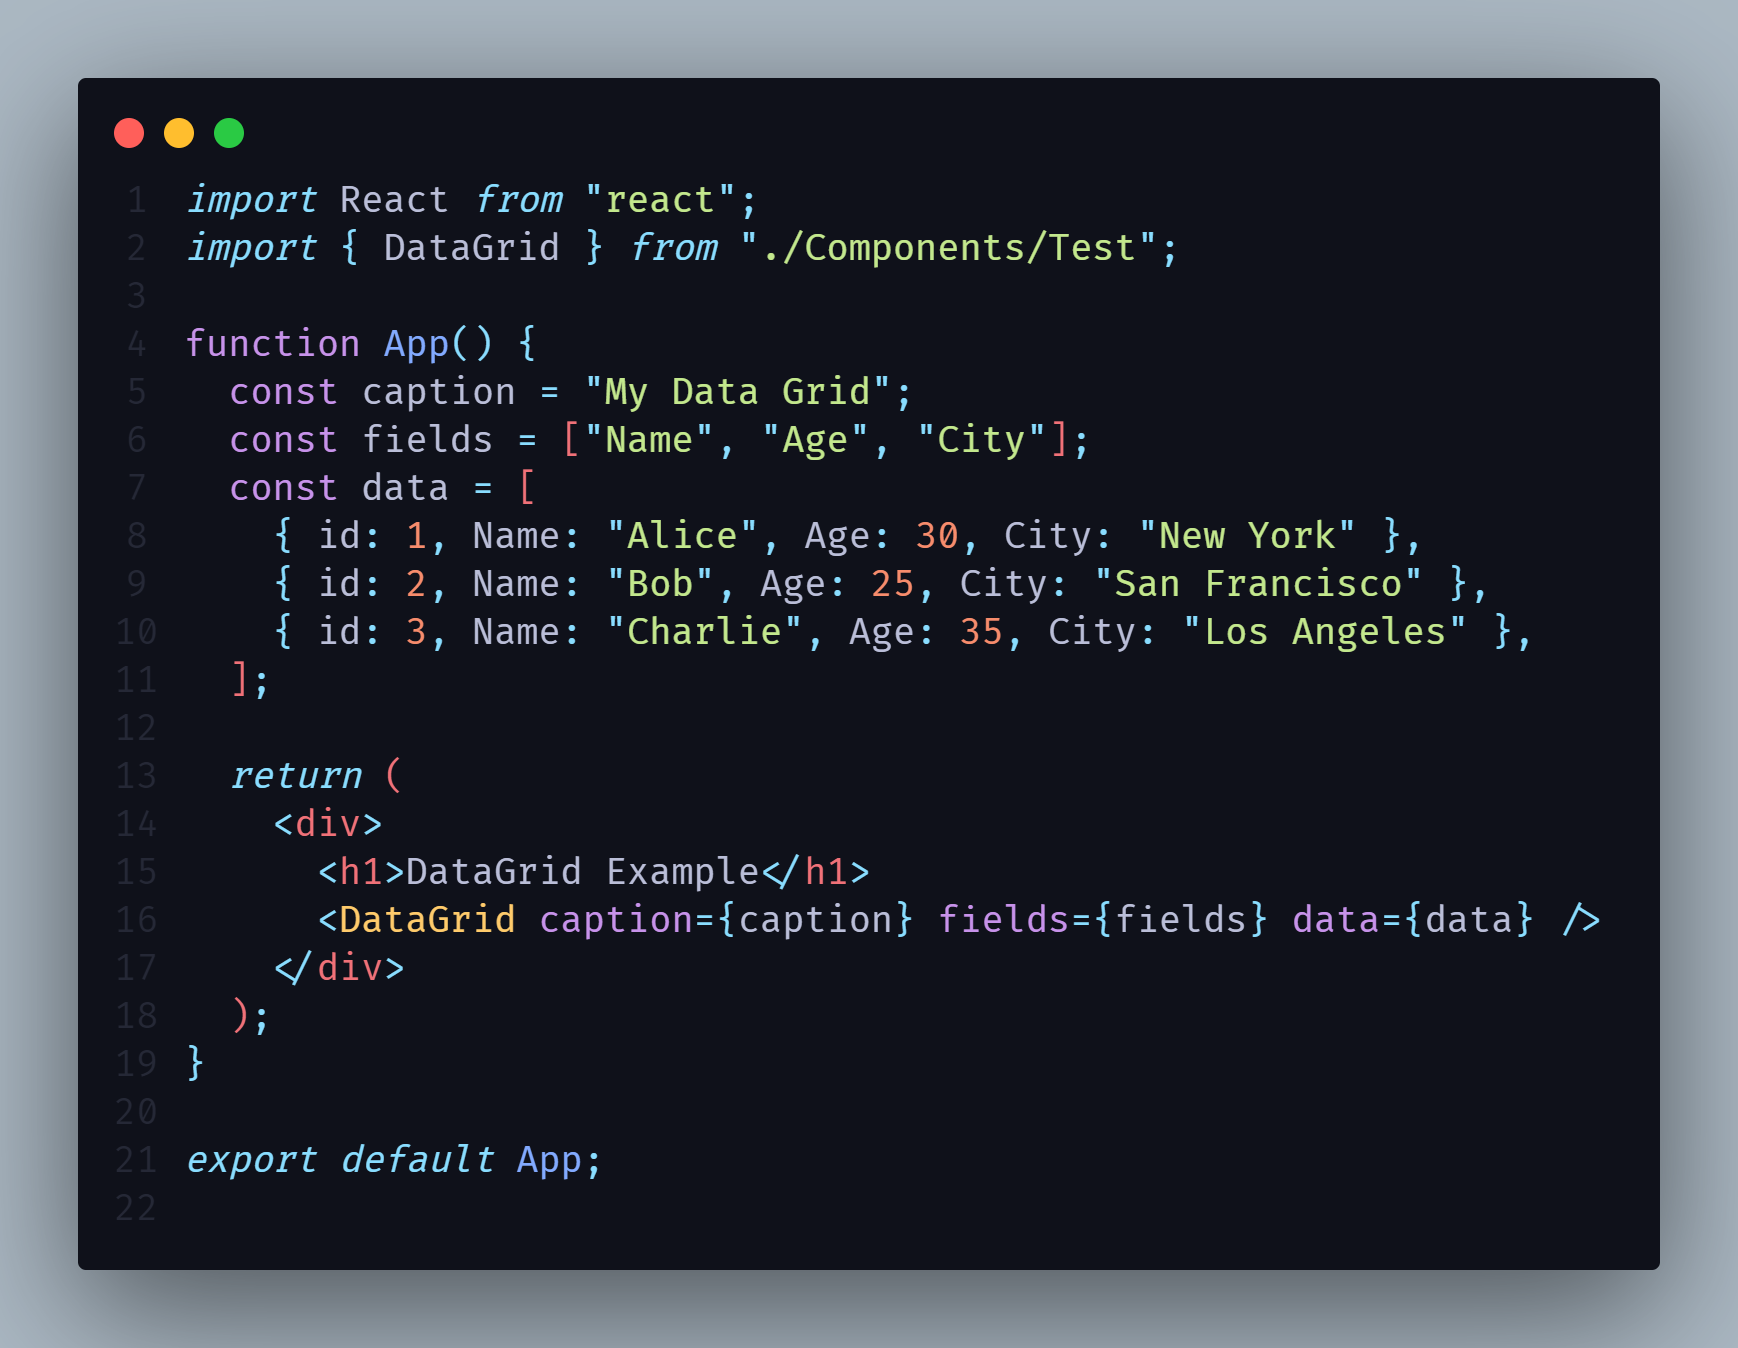 1 import React from "react";
2 import { DataGrid } from "./Components/Test";
3
4 function App() {
5   const caption = "My Data Grid";
6   const fields = ["Name", "Age", "City"];
7   const data = [
8     { id: 1, Name: "Alice", Age: 30, City: "New York" },
9     { id: 2, Name: "Bob", Age: 25, City: "San Francisco" },
10     { id: 3, Name: "Charlie", Age: 35, City: "Los Angeles" },
11   ];
12
13   return (
14     <div>
15       <h1>DataGrid Example</h1>
16       <DataGrid caption={caption} fields={fields} data={data} />
17     </div>
18   );
19 }
20
21 export default App;
22